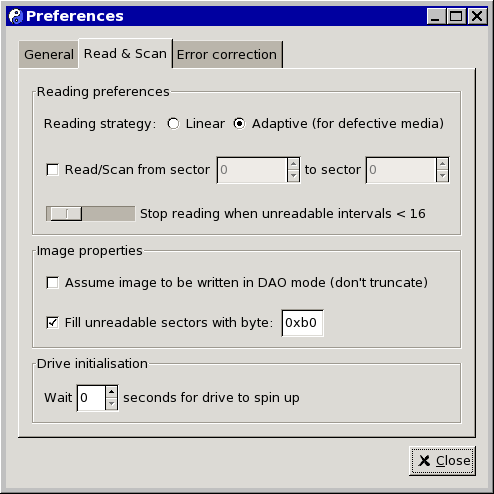 Preferences
General Read & Scan Error correction
Reading preferences
Reading strategy: Linear Adaptive (for defective media)
Read/Scan from sector 0 to sector 0
Stop reading when unreadable intervals < 16
Image properties
Assume image to be written in DAO mode (don't truncate)
Fill unreadable sectors with byte: 0xb0
Drive initialisation
Wait 0 seconds for drive to spin up
Close